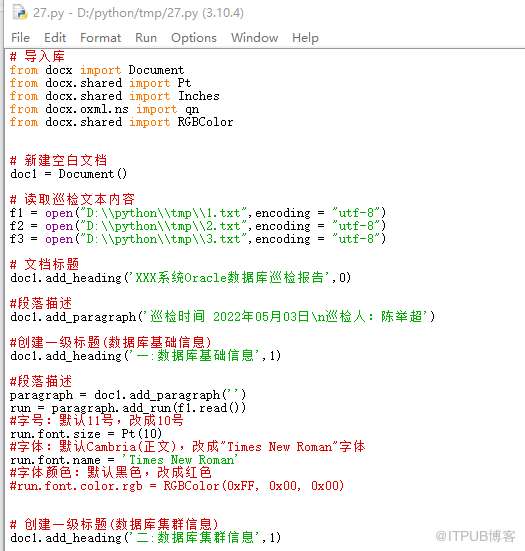 27.py - D:/python/tmp/27.py (3.10.4)
File Edit Format Run Options Window Help
# 导入库
from docx import Document
from docx.shared import Pt
from docx.shared import Inches
from docx.oxml.ns import qn
from docx.shared import RGBColor
# 新建空白文档
doc1 = Document()
# 读取巡检文本内容
f1 = open("D:\\python\\tmp\\1.txt",encoding = "utf-8")
f2 = open("D:\\python\\tmp\\2.txt",encoding = "utf-8")
f3 = open("D:\\python\\tmp\\3.txt",encoding = "utf-8")
# 文档标题
doc1.add_heading('XXX系统Oracle数据库巡检报告',0)
#段落描述
doc1.add_paragraph('巡检时间 2022年05月03日\n巡检人: 陈举超')
#创建一级标题(数据库基础信息)
doc1.add_heading('一:数据库基础信息',1)
#段落描述
paragraph = doc1.add_paragraph('')
run = paragraph.add_run(f1.read())
#字号: 默认11号，改成10号
run.font.size = Pt(10)
#字体: 默认Cambria(正文)，改成"Times New Roman"字体
run.font.name = 'Times New Roman'
#字体颜色: 默认黑色，改成红色
#run.font.color.rgb = RGBColor(0xFF, 0x00, 0x00)
# 创建一级标题(数据库集群信息)
doc1.add_heading('二:数据库集群信息',1)
@ITPUB博客